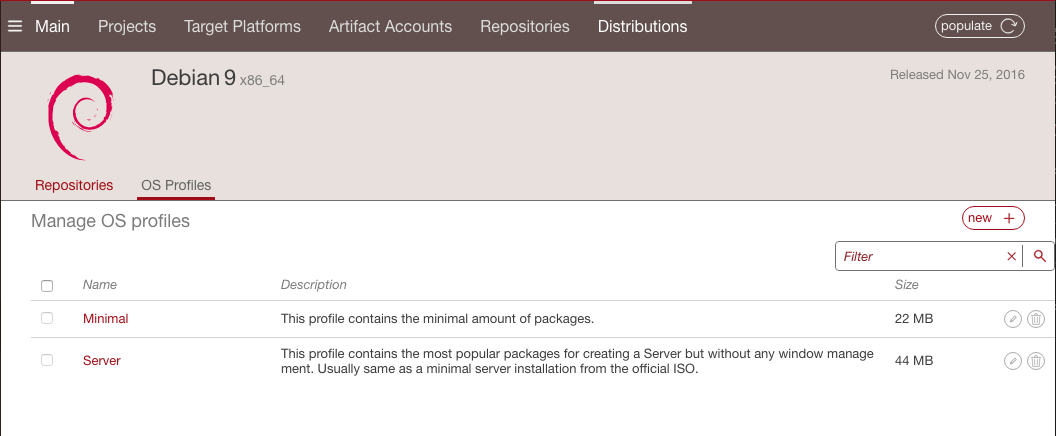 Main Projects Target Platforms Artifact Accounts Repositories Distributions populate
Debian 9 x86_64
Released Nov 25, 2016
Repositories OS Profiles
Manage OS profiles
new
Filter
Name Description Size
Minimal This profile contains the minimal amount of packages. 22 MB
Server This profile contains the most popular packages for creating a Server but without any window manage
ment. Usually same as a minimal server installation from the official ISO. 44 MB